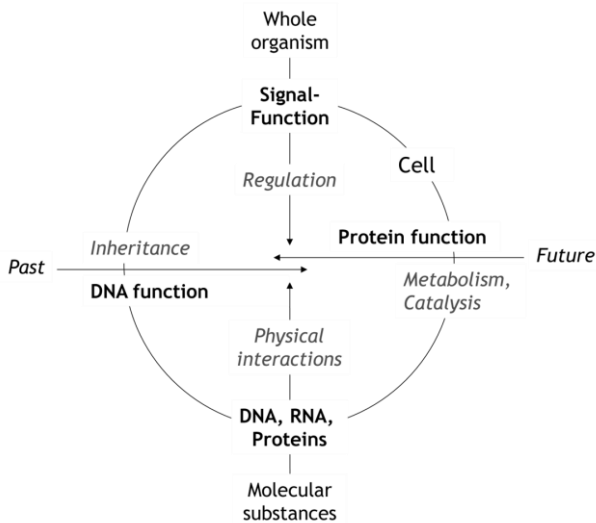 Whole
organism
Signal-
Function
Regulation
Cell
Protein function
Inheritance
Past
Future
DNA function
Metabolism,
Catalysis
Physical
interactions
DNA, RNA,
Proteins
Molecular
substances